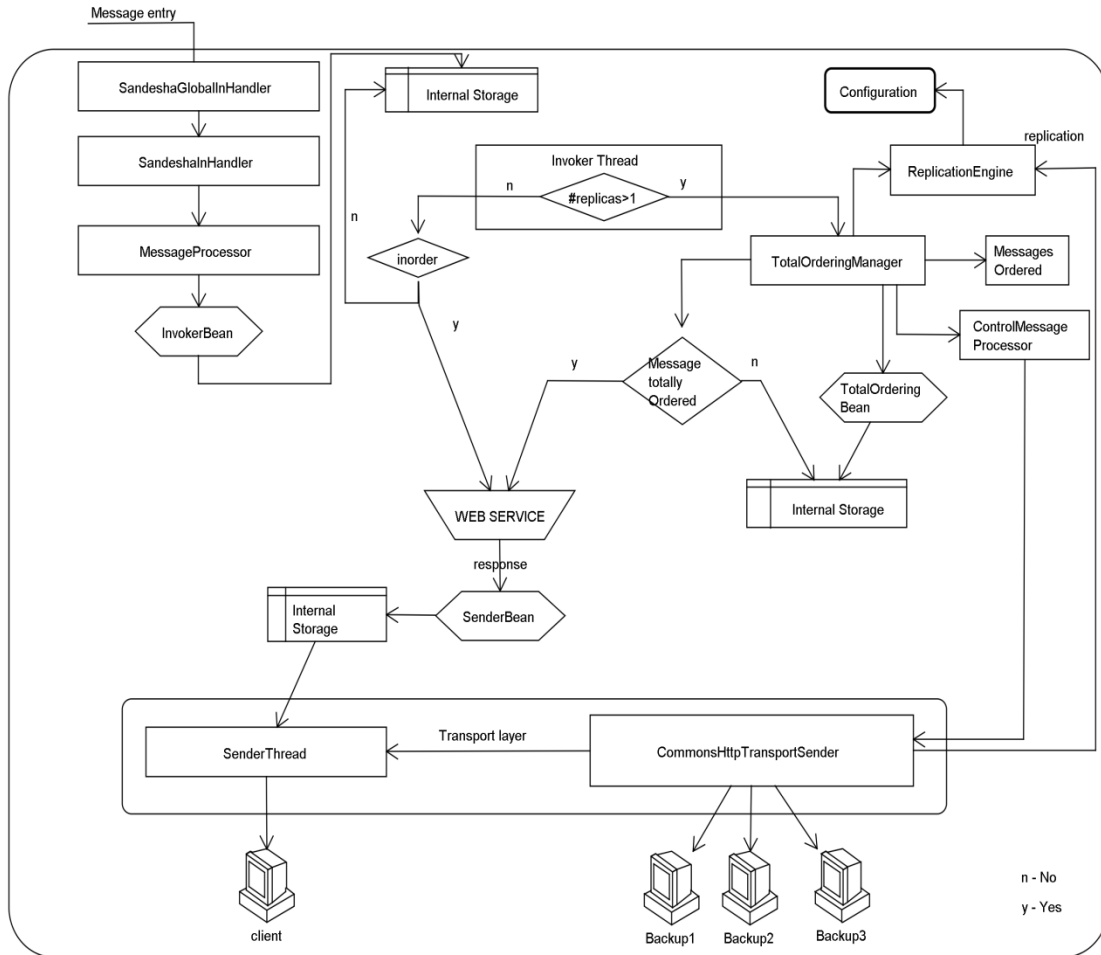 Message entry
SandeshaGlobalInHandler
Internal Storage
Configuration
replication
SandeshaInHandler
Invoker Thread
ReplicationEngine
n
y
#replicas>1
n
MessageProcessor
inorder
TotalOrderingManager
Messages
Ordered
InvokerBean
y
ControlMessage
Processor
y
Message
totally
Ordered
n
TotalOrdering
Bean
WEB SERVICE
Internal Storage
response
Internal
Storage
SenderBean
Transport layer
SenderThread
CommonsHttpTransportSender
n - No
y - Yes
client
Backup1
Backup2
Backup3